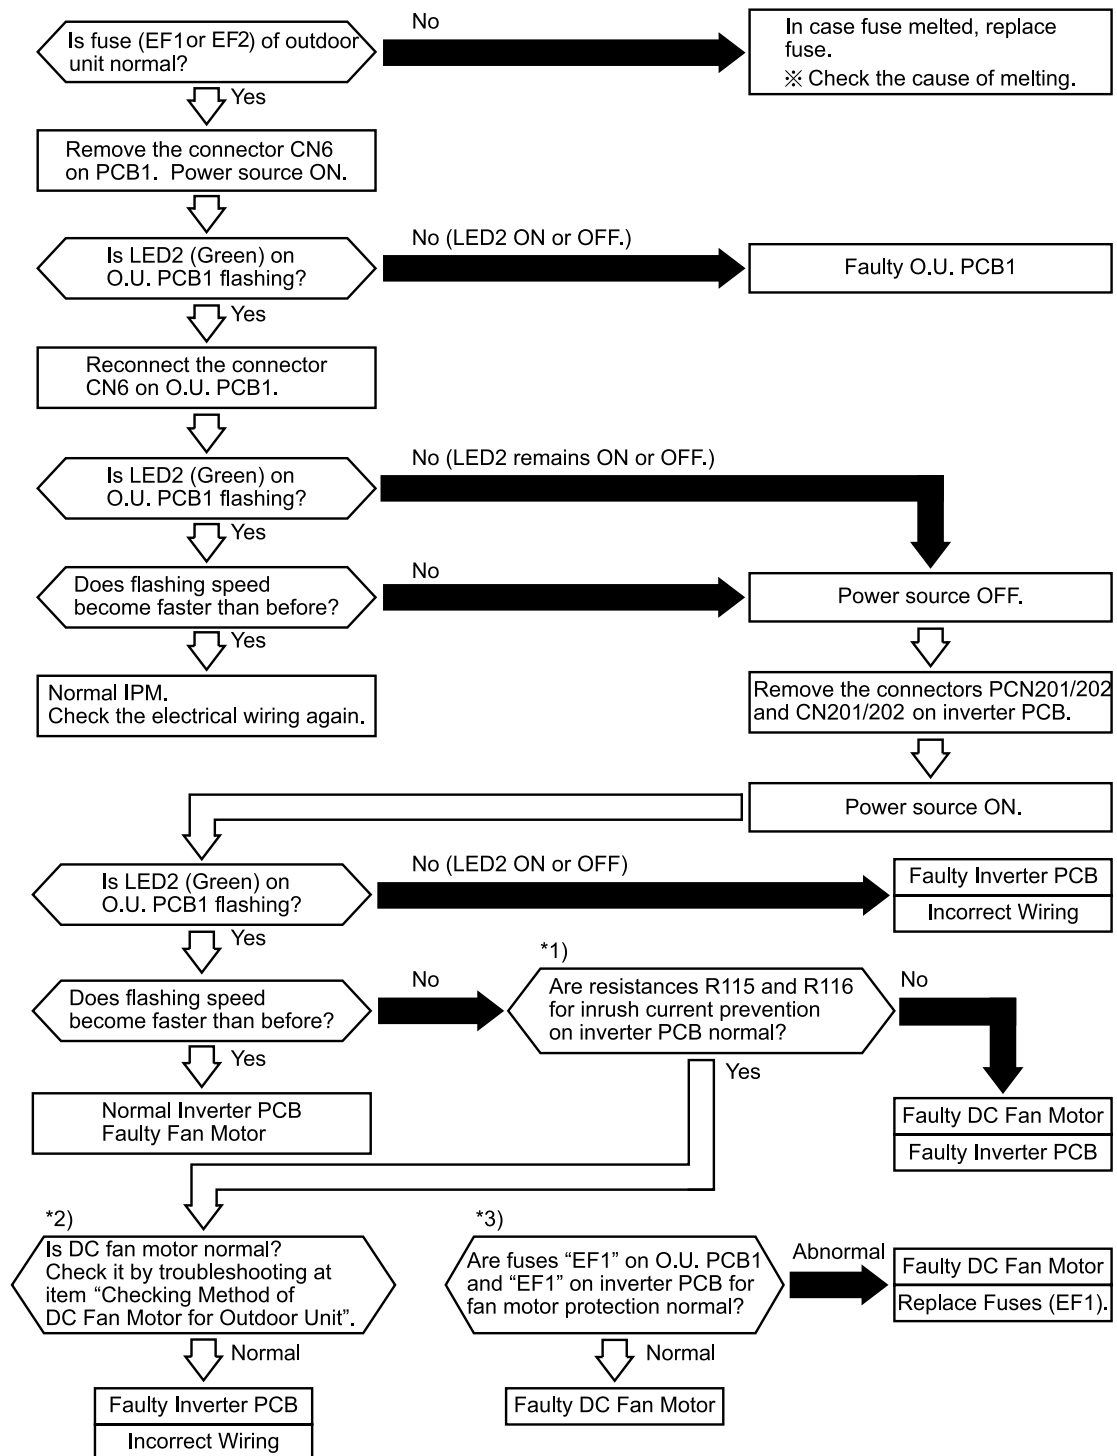 Is fuse (EF1 or EF2) of outdoor
unit normal?
No
In case fuse melted, replace
fuse.
※ Check the cause of melting.
Yes
Remove the connector CN6
on PCB1. Power source ON.
Is LED2 (Green) on
O.U. PCB1 flashing?
No (LED2 ON or OFF.)
Faulty O.U. PCB1
Yes
Reconnect the connector
CN6 on O.U. PCB1.
Is LED2 (Green) on
O.U. PCB1 flashing?
No (LED2 remains ON or OFF.)
Yes
Does flashing speed
become faster than before?
No
Power source OFF.
Yes
Normal IPM.
Check the electrical wiring again.
Remove the connectors PCN201/202
and CN201/202 on inverter PCB.
Power source ON.
Is LED2 (Green) on
O.U. PCB1 flashing?
No (LED2 ON or OFF)
Faulty Inverter PCB
Incorrect Wiring
Yes
Does flashing speed
become faster than before?
No
*1)
Are resistances R115 and R116
for inrush current prevention
on inverter PCB normal?
No
Yes
Yes
Normal Inverter PCB
Faulty Fan Motor
Faulty DC Fan Motor
Faulty Inverter PCB
*2)
Is DC fan motor normal?
Check it by troubleshooting at
item “Checking Method of
DC Fan Motor for Outdoor Unit”.
*3)
Are fuses “EF1” on O.U. PCB1
and “EF1” on inverter PCB for
fan motor protection normal?
Abnormal
Faulty DC Fan Motor
Replace Fuses (EF1).
Normal
Faulty Inverter PCB
Incorrect Wiring
Normal
Faulty DC Fan Motor